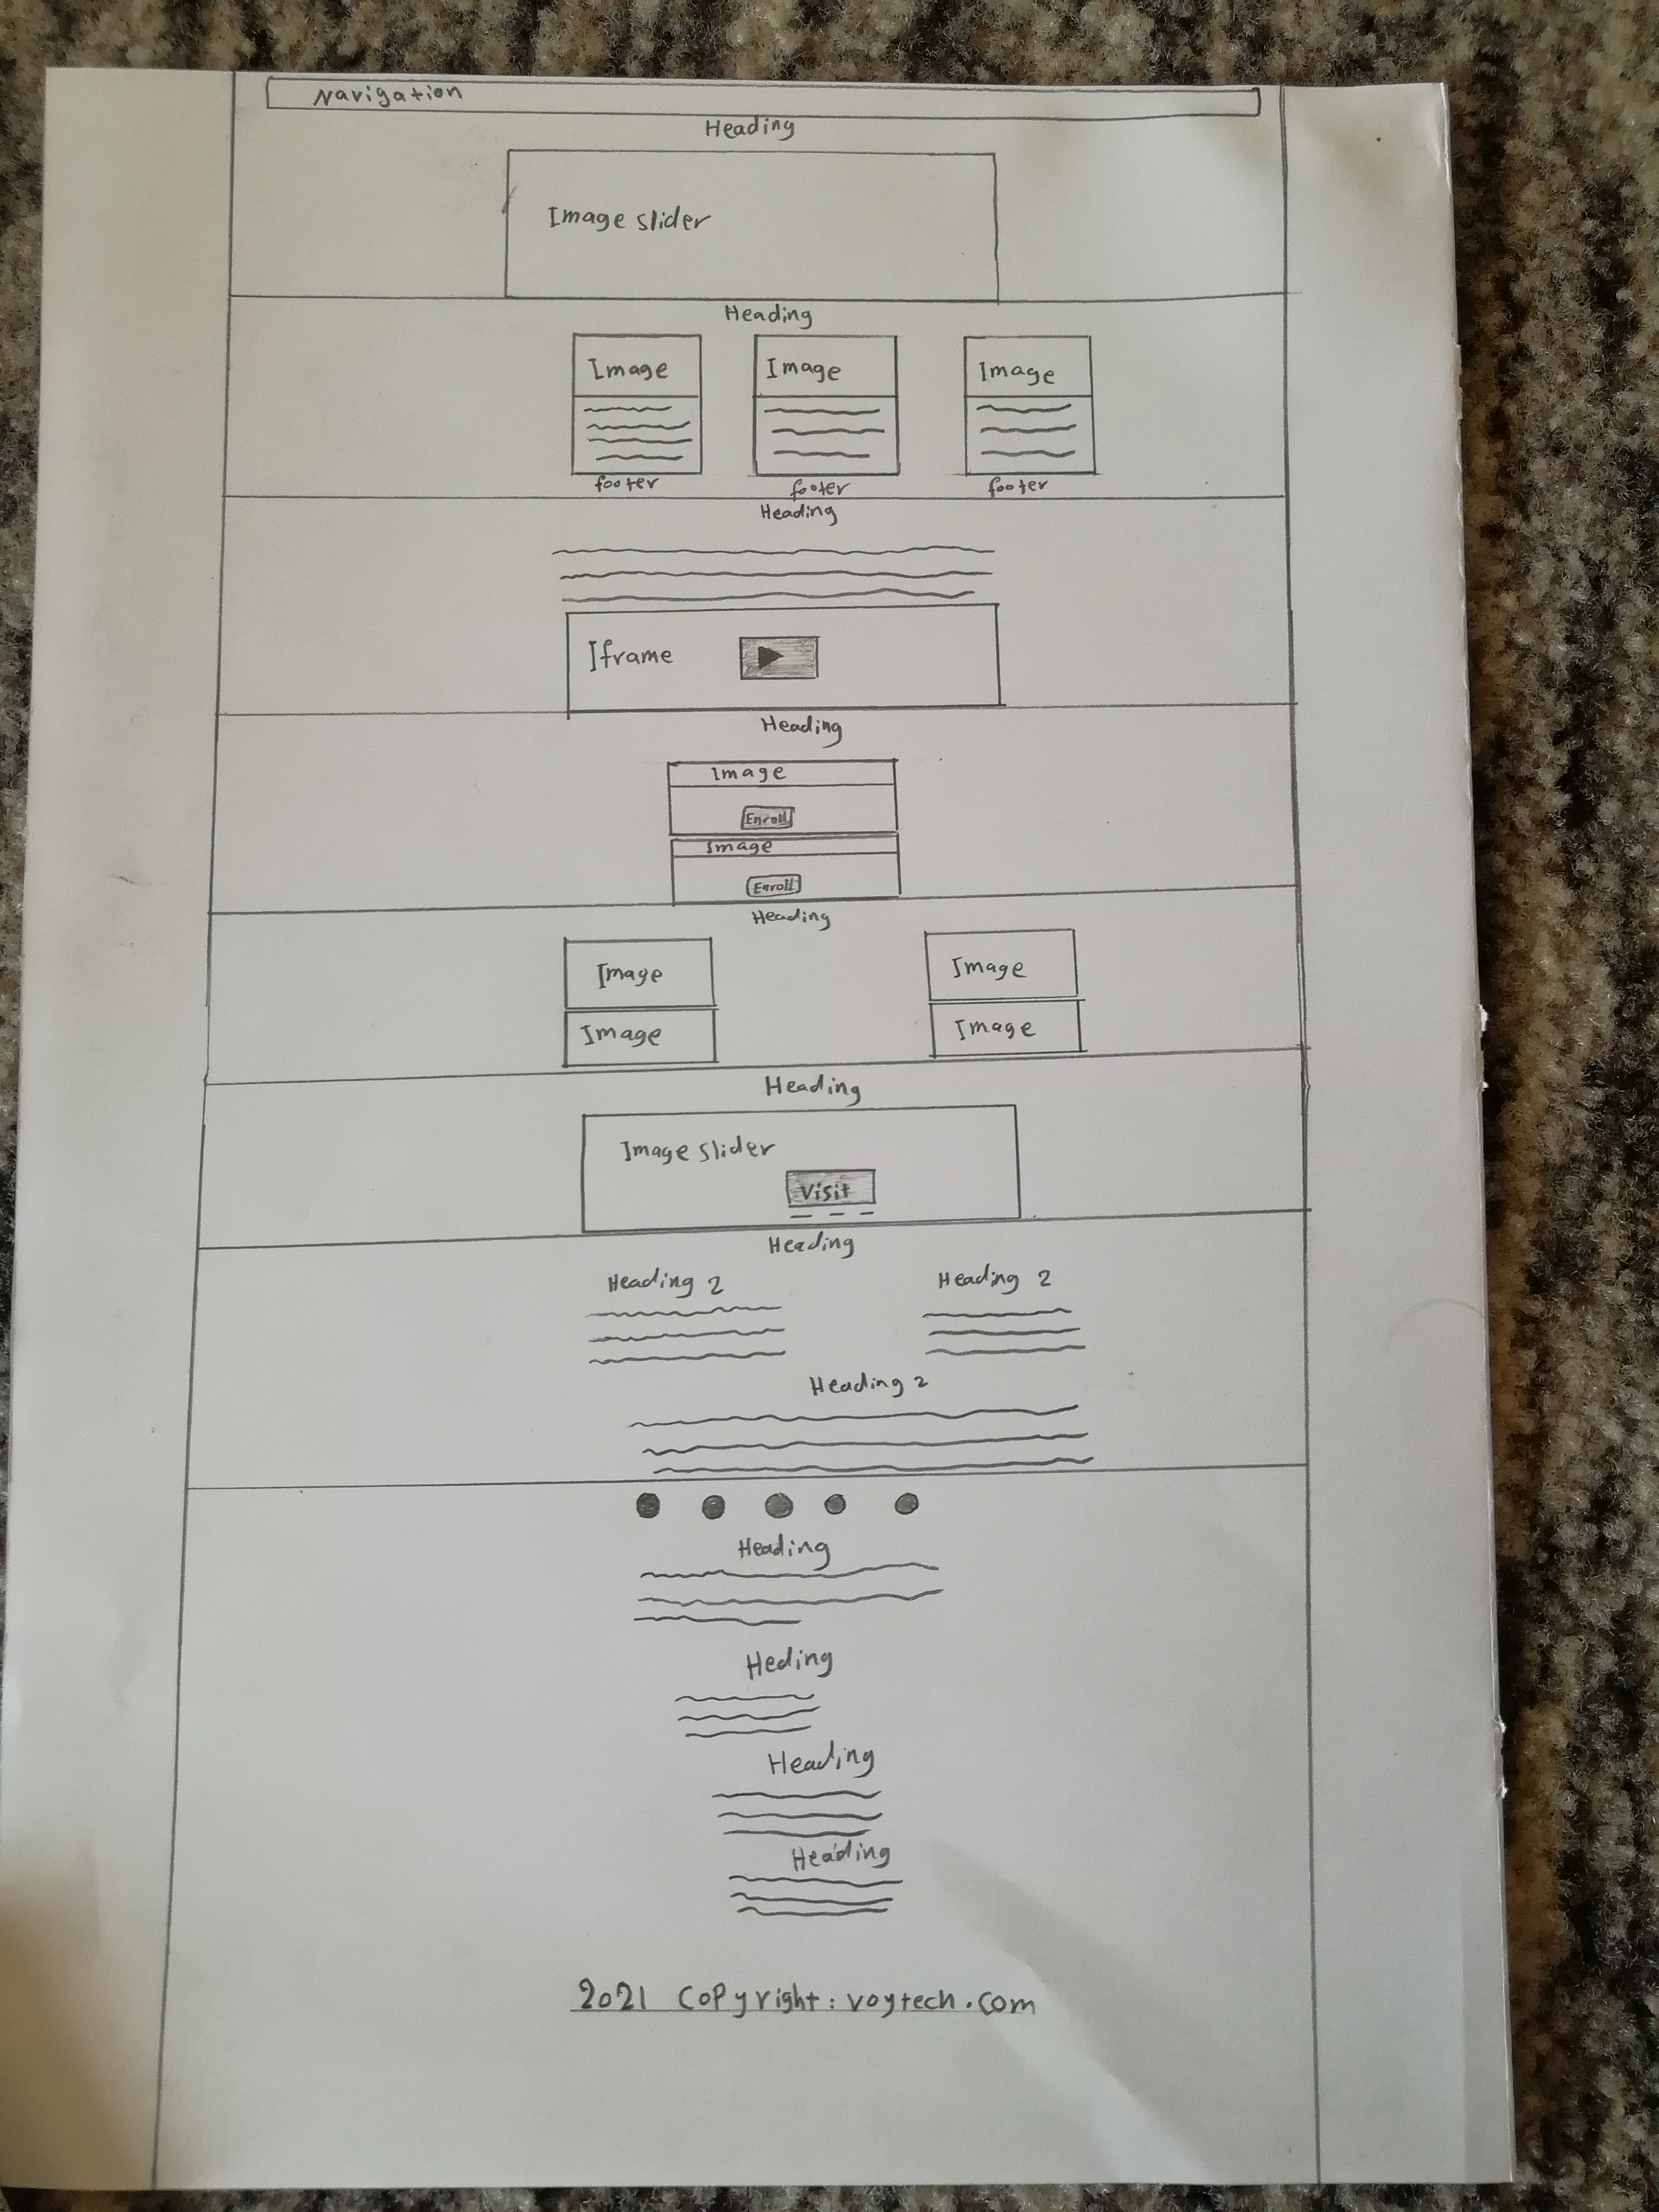 Navigation
Heading
Image slider
Heading
Image Image Image
footer footer footer
Heading
Iframe
Heading
Image
Enroll
Image
Enroll
Heading
Image Image
Image Image
Heading
Image slider
Visit
Heading
Heading 2 Heading 2
Heading 2
Heading
Heding
Heading
Heading
2021 Copyright: voytech.com